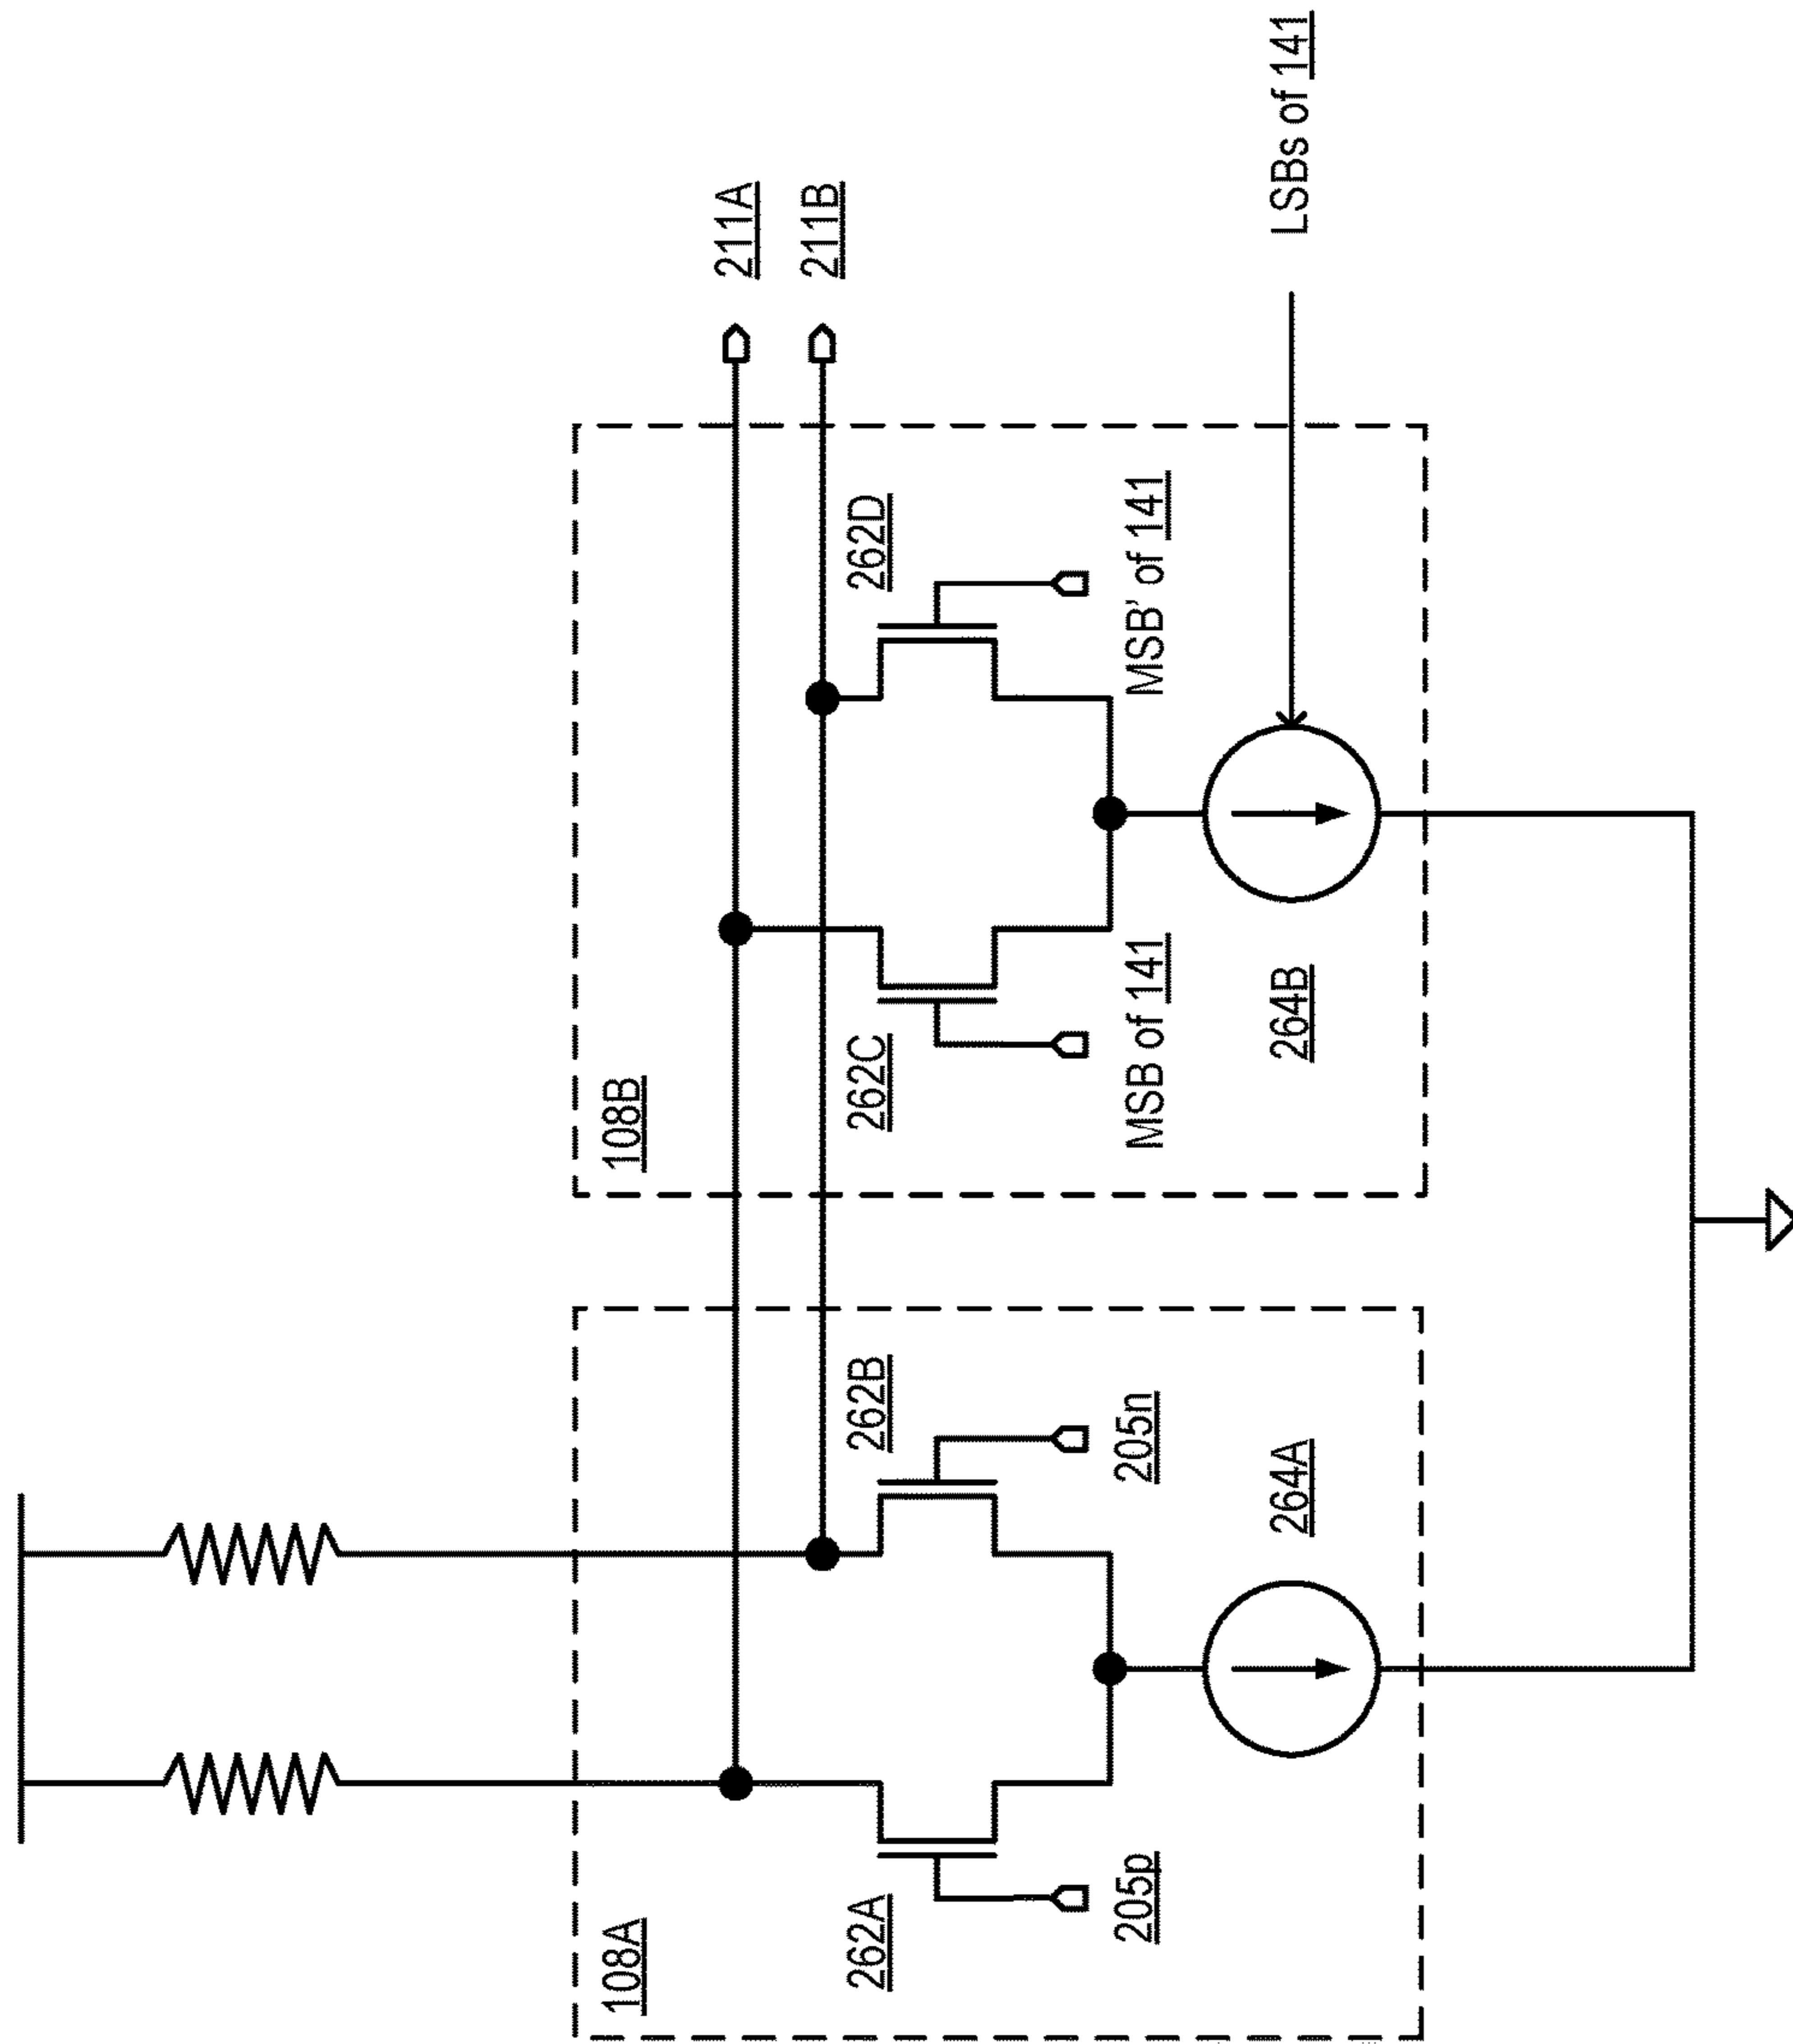 108A
108B
211A
211B
262A
262B
262C
262D
205p
205n
MSB of 141
MSB' of 141
264A
264B
LSBs of 141